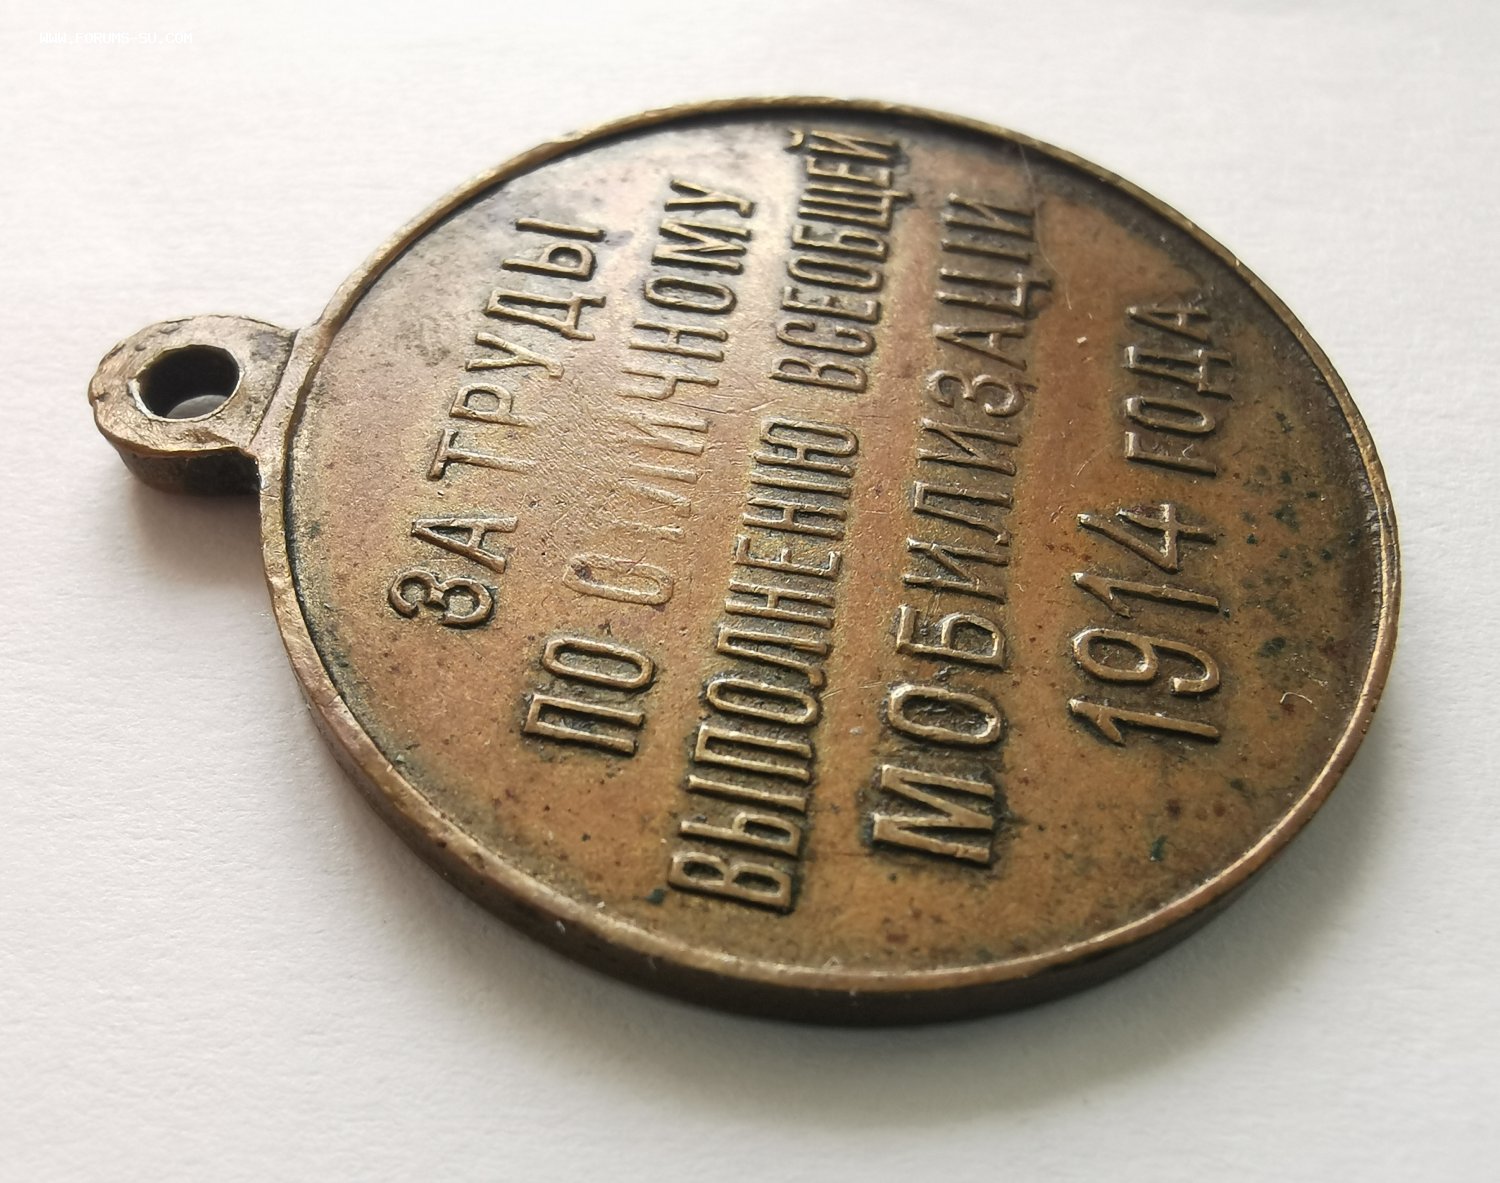 WWW.FORUMS-SU.COM
ЗА ТРУДЫ
ПО ОТЛИЧНОМУ
ВЫПОЛНЕНІЮ ВСЕОБЩЕЙ
МОБИЛИЗАЦІИ
1914 ГОДА